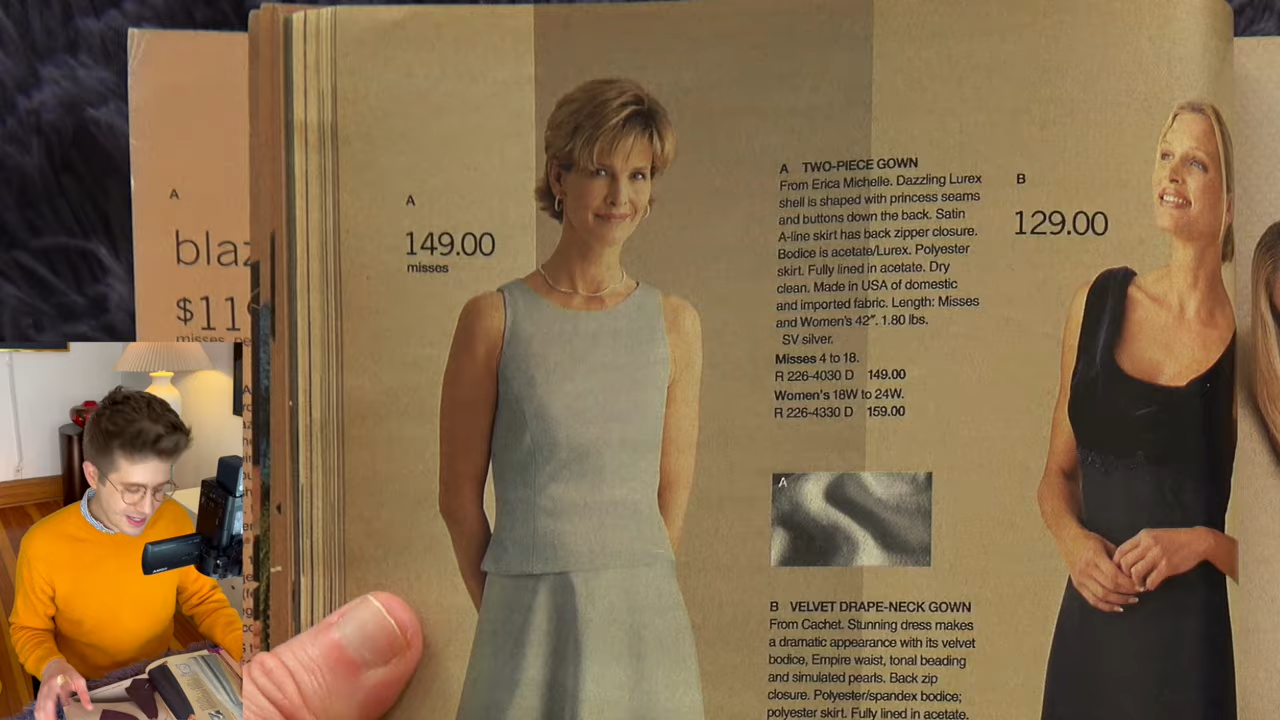 A
blaz
$11
A
149.00
misses
A TWO-PIECE GOWN
From Erica Michelle. Dazzling Lurex
shell is shaped with princess seams
and buttons down the back. Satin
A-line skirt has back zipper closure.
Bodice is acetate/Lurex. Polyester
skirt. Fully lined in acetate. Dry
clean. Made in USA of domestic
and imported fabric. Length: Misses
and Women's 42". 1.80 lbs.
SV silver.
Misses 4 to 18.
R 226-4030 D 149.00
Women's 18W to 24W.
R 226-4330 D 159.00
A
B VELVET DRAPE-NECK GOWN
From Cachet. Stunning dress makes
a dramatic appearance with its velvet
bodice, Empire waist, tonal beading
and simulated pearls. Back zip
closure. Polyester/spandex bodice;
polyester skirt. Fully lined in acetate.
B
129.00